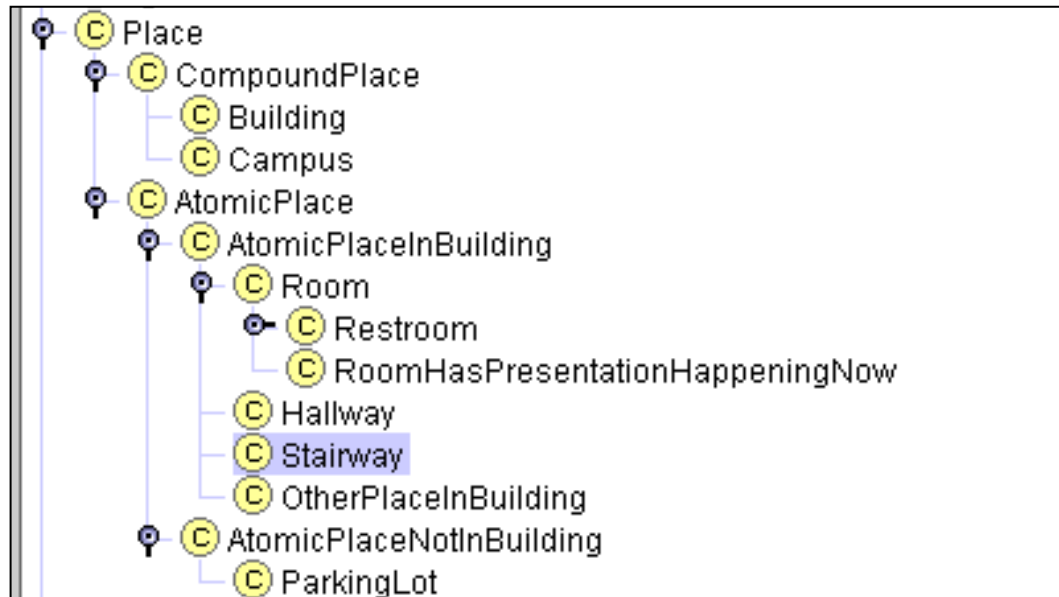 C Place
C CompoundPlace
C Building
C Campus
C AtomicPlace
C AtomicPlaceInBuilding
C Room
C Restroom
C RoomHasPresentationHappeningNow
C Hallway
C Stairway
C OtherPlaceInBuilding
C AtomicPlaceNotInBuilding
C ParkingLot